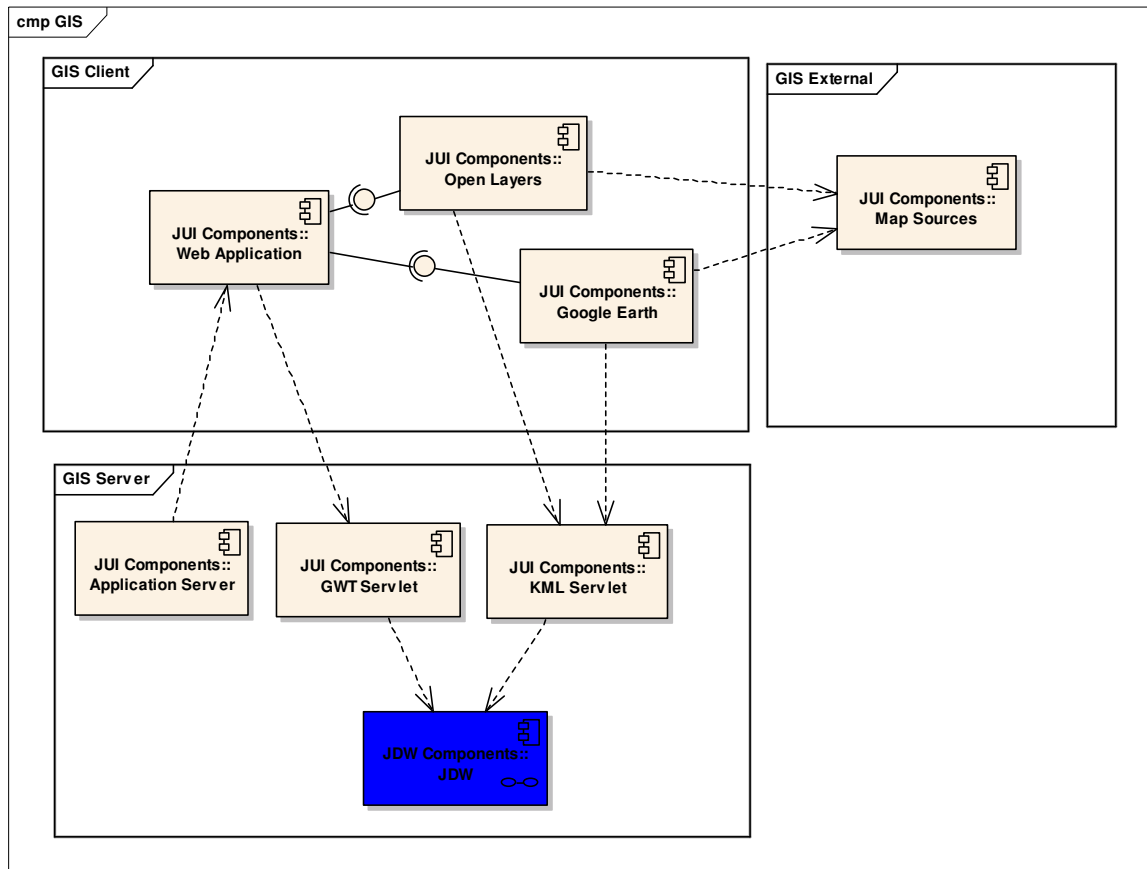 cmp GIS
GIS Client
GIS External
JUI Components::
Open Layers
JUI Components::
Map Sources
JUI Components::
Web Application
JUI Components::
Google Earth
GIS Server
JUI Components::
Application Server
JUI Components::
GWT Servlet
JUI Components::
KML Servlet
JDW Components::
JDW